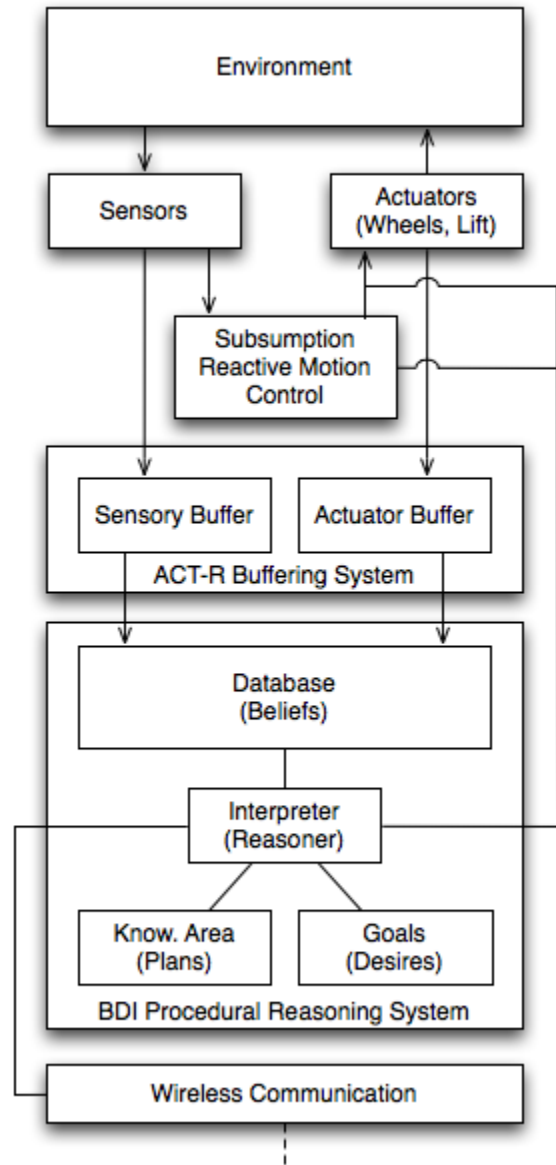 Environment
Sensors
Actuators
(Wheels, Lift)
Subsumption
Reactive Motion
Control
Sensory Buffer
Actuator Buffer
ACT-R Buffering System
Database
(Beliefs)
Interpreter
(Reasoner)
Know. Area
(Plans)
Goals
(Desires)
BDI Procedural Reasoning System
Wireless Communication